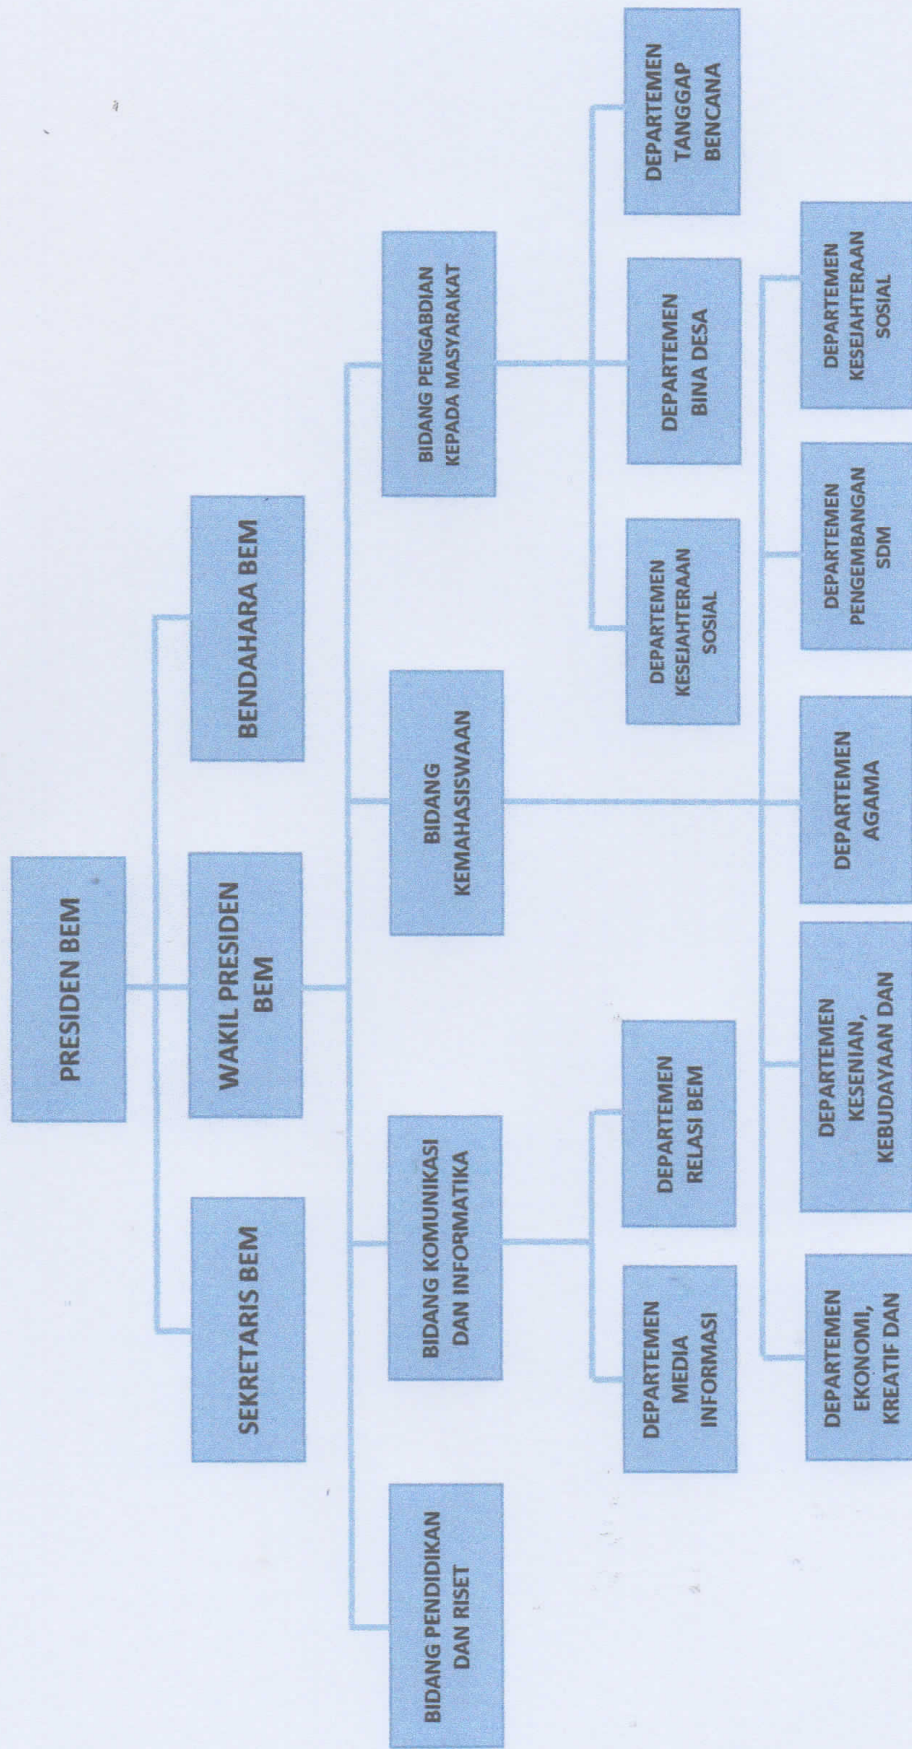 PRESIDEN BEM
SEKRETARIS BEM
WAKIL PRESIDEN
BEM
BENDAHARA BEM
BIDANG PENDIDIKAN
DAN RISET
BIDANG KOMUNIKASI
DAN INFORMATIKA
BIDANG
KEMAHASISWAAN
BIDANG PENGABDIAN
KEPADA MASYARAKAT
DEPARTEMEN
MEDIA
INFORMASI
DEPARTEMEN
RELASI BEM
DEPARTEMEN
KESEJAHTERAAN
SOSIAL
DEPARTEMEN
BINA DESA
DEPARTEMEN
TANGGAP
BENCANA
DEPARTEMEN
EKONOMI,
KREATIF DAN
DEPARTEMEN
KESENIAN,
KEBUDAYAAN DAN
DEPARTEMEN
AGAMA
DEPARTEMEN
PENGEMBANGAN
SDM
DEPARTEMEN
KESEJAHTERAAN
SOSIAL